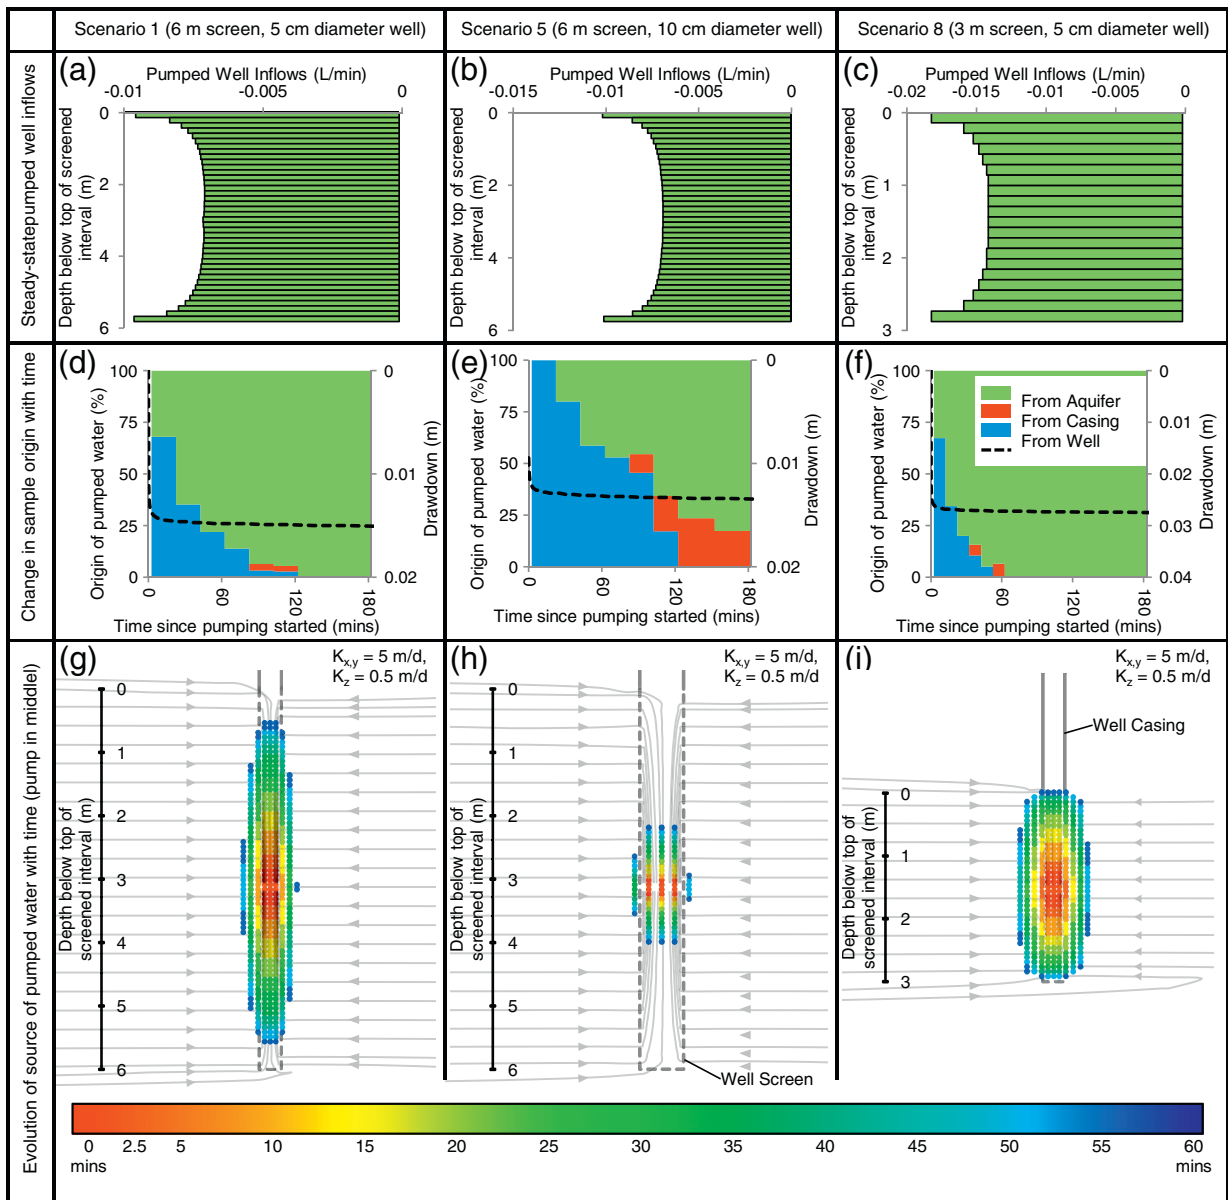 Scenario 1 (6 m screen, 5 cm diameter well)
Scenario 5 (6 m screen, 10 cm diameter well)
Scenario 8 (3 m screen, 5 cm diameter well)
Steady-statepumped well inflows
(a)
Pumped Well Inflows (L/min)
-0.01 -0.005 0
Depth below top of screened
interval (m)
0
2
4
6
(b)
Pumped Well Inflows (L/min)
-0.015 -0.01 -0.005 0
Depth below top of screened
interval (m)
0
2
4
6
(c)
Pumped Well Inflows (L/min)
-0.02 -0.015 -0.01 -0.005 0
Depth below top of screened
interval (m)
0
1
2
3
Change in sample origin with time
(d)
Origin of pumped water (%)
100
75
50
25
0
0
0.01
0.02
Drawdown (m)
0 60 120 180
Time since pumping started (mins)
(e)
Origin of pumped water (%)
100
75
50
25
0
0
0.01
0.02
Drawdown (m)
0 60 120 180
Time since pumping started (mins)
(f)
Origin of pumped water (%)
100
75
50
25
0
From Aquifer
From Casing
From Well
0
0.01
0.02
0.03
0.04
Drawdown (m)
0 60 120 180
Time since pumping started (mins)
Evolution of source of pumped water with time (pump in middlel)
(g)
Kx,y = 5 m/d,
Kz = 0.5 m/d
Depth below top of
screened interval (m)
0
1
2
3
4
5
6
(h)
Kx,y = 5 m/d,
Kz = 0.5 m/d
Depth below top of
screened interval (m)
0
1
2
3
4
5
6
Well Screen
(i)
Kx,y = 5 m/d,
Kz = 0.5 m/d
Well Casing
Depth below top of
screened interval (m)
0
1
2
3
0 2.5 5 10 15 20 25 30 35 40 45 50 55 60
mins mins